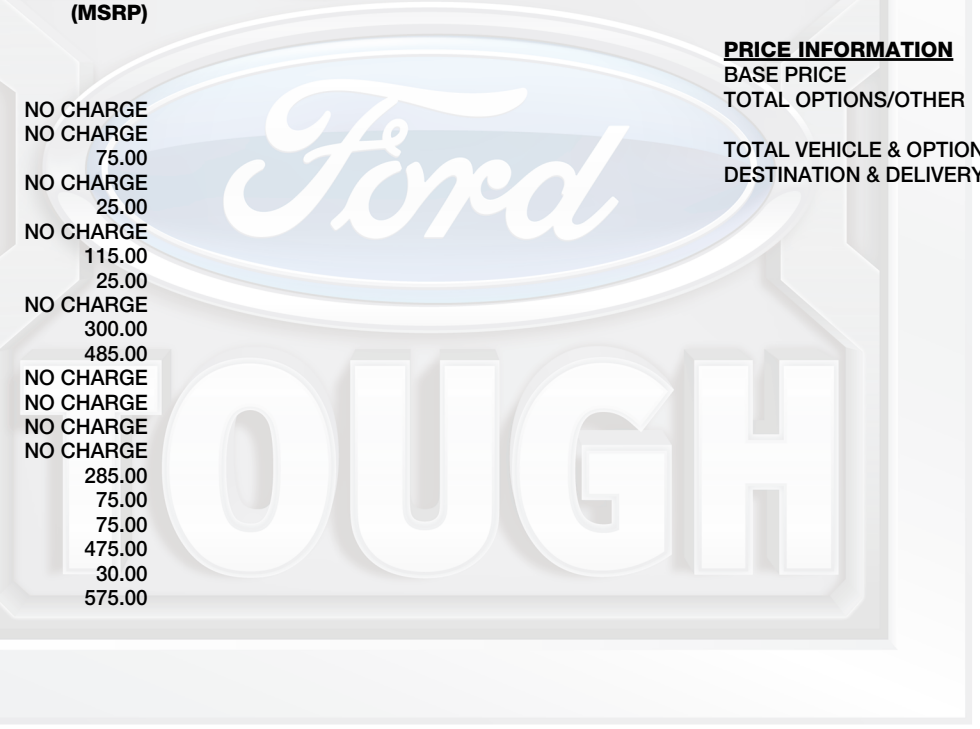 (MSRP)
NO CHARGE
NO CHARGE
75.00
NO CHARGE
25.00
NO CHARGE
115.00
25.00
NO CHARGE
300.00
485.00
NO CHARGE
NO CHARGE
NO CHARGE
NO CHARGE
285.00
75.00
75.00
475.00
30.00
575.00
PRICE INFORMATION
BASE PRICE
TOTAL OPTIONS/OTHER
TOTAL VEHICLE & OPTION
DESTINATION & DELIVERY
Ford
TOUGH